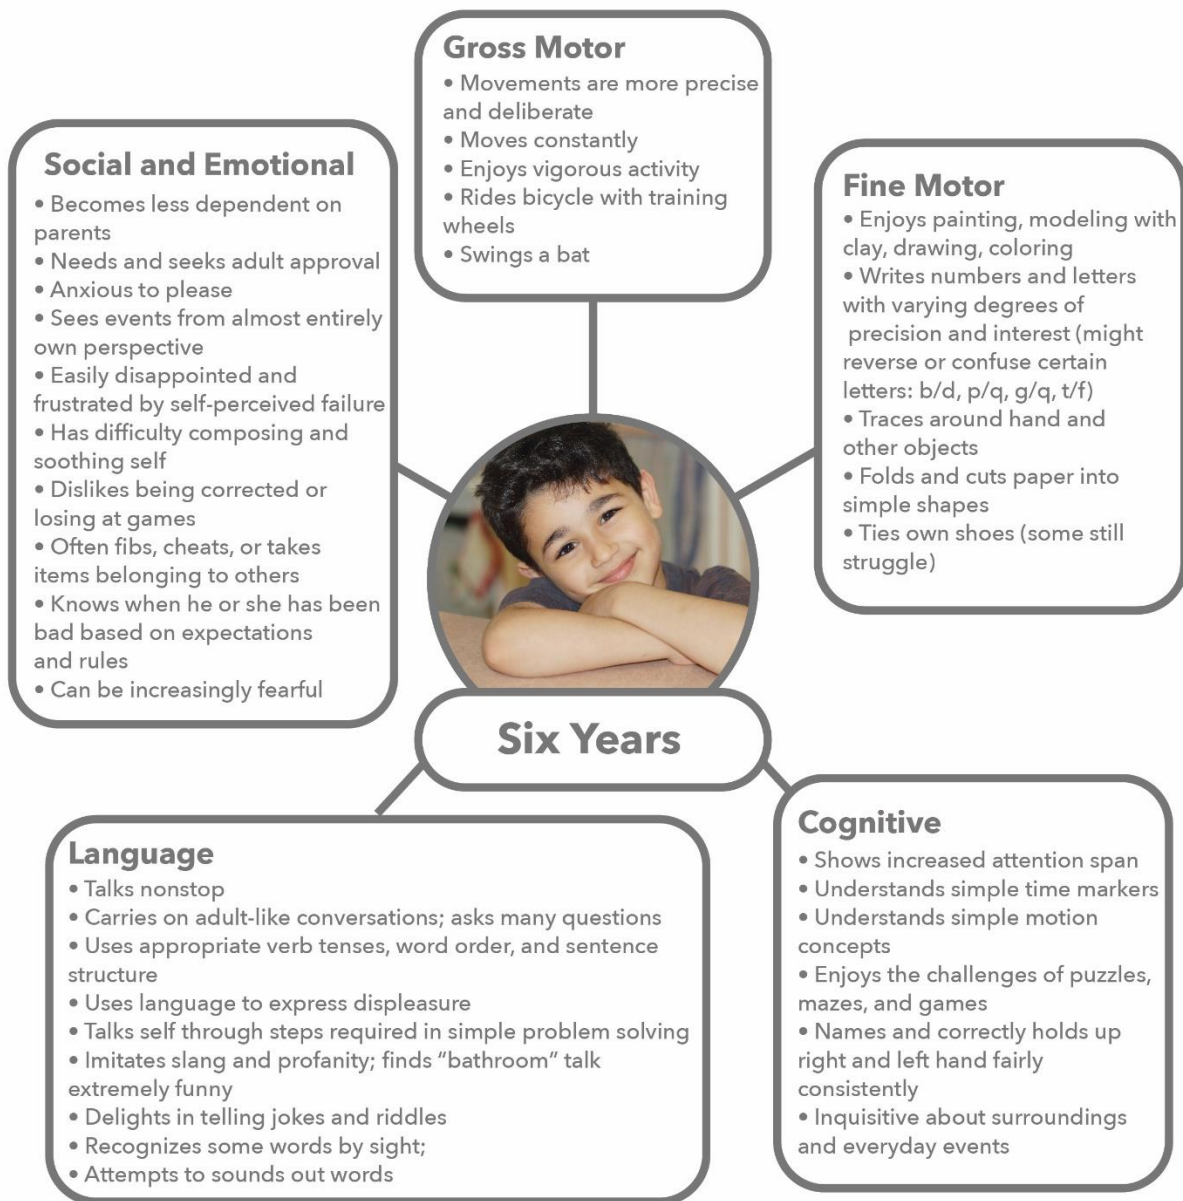 Gross Motor
• Movements are more precise
and deliberate
• Moves constantly
• Enjoys vigorous activity
• Rides bicycle with training
wheels
• Swings a bat
Social and Emotional
• Becomes less dependent on
parents
• Needs and seeks adult approval
• Anxious to please
• Sees events from almost entirely
own perspective
• Easily disappointed and
frustrated by self-perceived failure
• Has difficulty composing and
soothing self
• Dislikes being corrected or
losing at games
• Often fibs, cheats, or takes
items belonging to others
• Knows when he or she has been
bad based on expectations
and rules
• Can be increasingly fearful
Fine Motor
• Enjoys painting, modeling with
clay, drawing, coloring
• Writes numbers and letters
with varying degrees of
precision and interest (might
reverse or confuse certain
letters: b/d, p/q, g/q, t/f)
• Traces around hand and
other objects
• Folds and cuts paper into
simple shapes
• Ties own shoes (some still
struggle)
Six Years
Language
• Talks nonstop
• Carries on adult-like conversations; asks many questions
• Uses appropriate verb tenses, word order, and sentence
structure
• Uses language to express displeasure
• Talks self through steps required in simple problem solving
• Imitates slang and profanity; finds “bathroom” talk
extremely funny
• Delights in telling jokes and riddles
• Recognizes some words by sight;
• Attempts to sounds out words
Cognitive
• Shows increased attention span
• Understands simple time markers
• Understands simple motion
concepts
• Enjoys the challenges of puzzles,
mazes, and games
• Names and correctly holds up
right and left hand fairly
consistently
• Inquisitive about surroundings
and everyday events